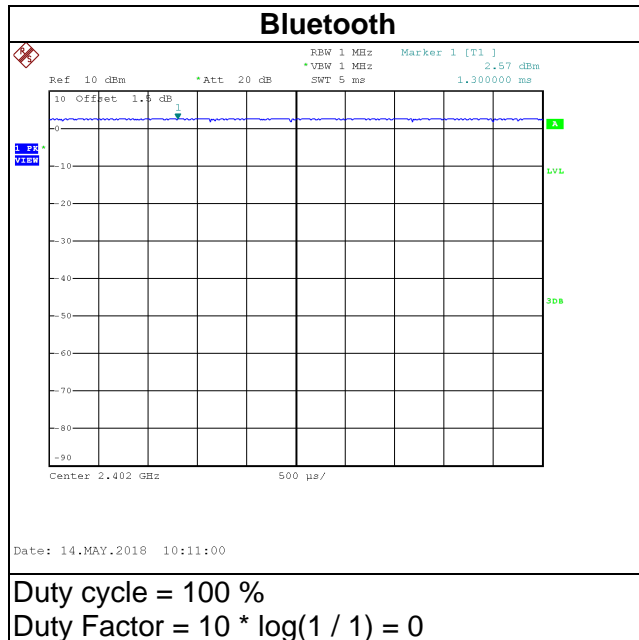 Bluetooth
R S
RBW 1 MHz Marker 1 [T1 ]
*VBW 1 MHz 2.57 dBm
Ref 10 dBm *Att 20 dB SWT 5 ms 1.300000 ms
10 Offset 1.5 dB
1
A
0
1 PK *
VIEW
-10
LVL
-20
-30
-40
3DB
-50
-60
-70
-80
-90
Center 2.402 GHz 500 µs/
Date: 14.MAY.2018 10:11:00
Duty cycle = 100 %
Duty Factor = 10 * log(1 / 1) = 0